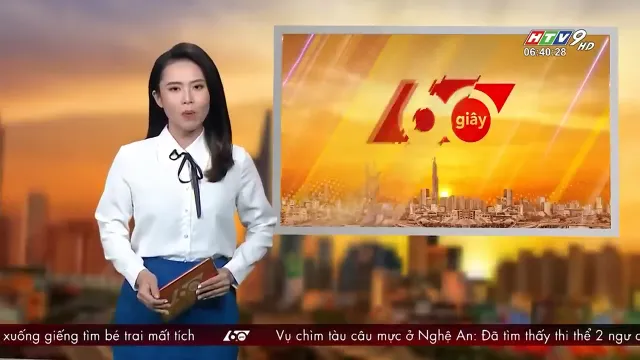 HTV9 HD
06:40:28
60 giây
xuống giếng tìm bé trai mất tích 60 Vụ chìm tàu câu mực ở Nghệ An: Đã tìm thấy thi thể 2 ngư